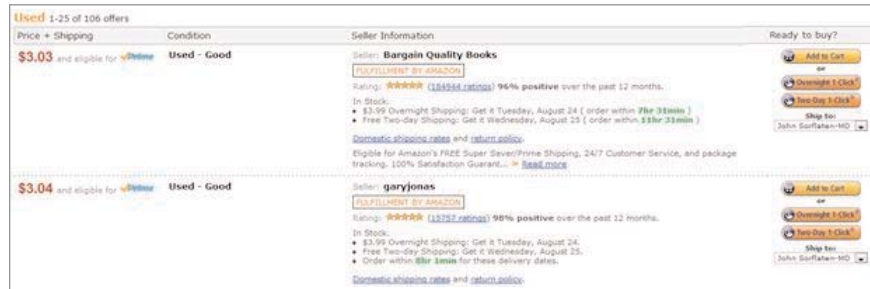 Used 1-25 of 106 offers
Price + Shipping Condition Seller Information Ready to buy?
$3.03 and eligible for Prime Used - Good Seller: Bargain Quality Books Add to Cart
FULFILLMENT BY AMAZON or
Rating: (184944 ratings) 96% positive over the past 12 months. Overnight 1-Click®
In Stock. Two-Day 1-Click®
• $3.99 Overnight Shipping: Get it Tuesday, August 24 ( order within 7hr 31min ) Ship to:
• Free Two-day Shipping: Get it Wednesday, August 25 ( order within 11hr 31min ) John Sorflaten-MD
Domestic shipping rates and return policy.
Eligible for Amazon's FREE Super Saver/Prime Shipping, 24/7 Customer Service, and package
tracking. 100% Satisfaction Guarant... » Read more
$3.04 and eligible for Prime Used - Good Seller: garyjonas Add to Cart
FULFILLMENT BY AMAZON or
Rating: (15757 ratings) 98% positive over the past 12 months. Overnight 1-Click®
In Stock. Two-Day 1-Click®
• $3.99 Overnight Shipping: Get it Tuesday, August 24.
• Free Two-day Shipping: Get it Wednesday, August 25. Ship to:
• Order within 8hr 1min for these delivery dates. John Sorflaten-MD
Domestic shipping rates and return policy.